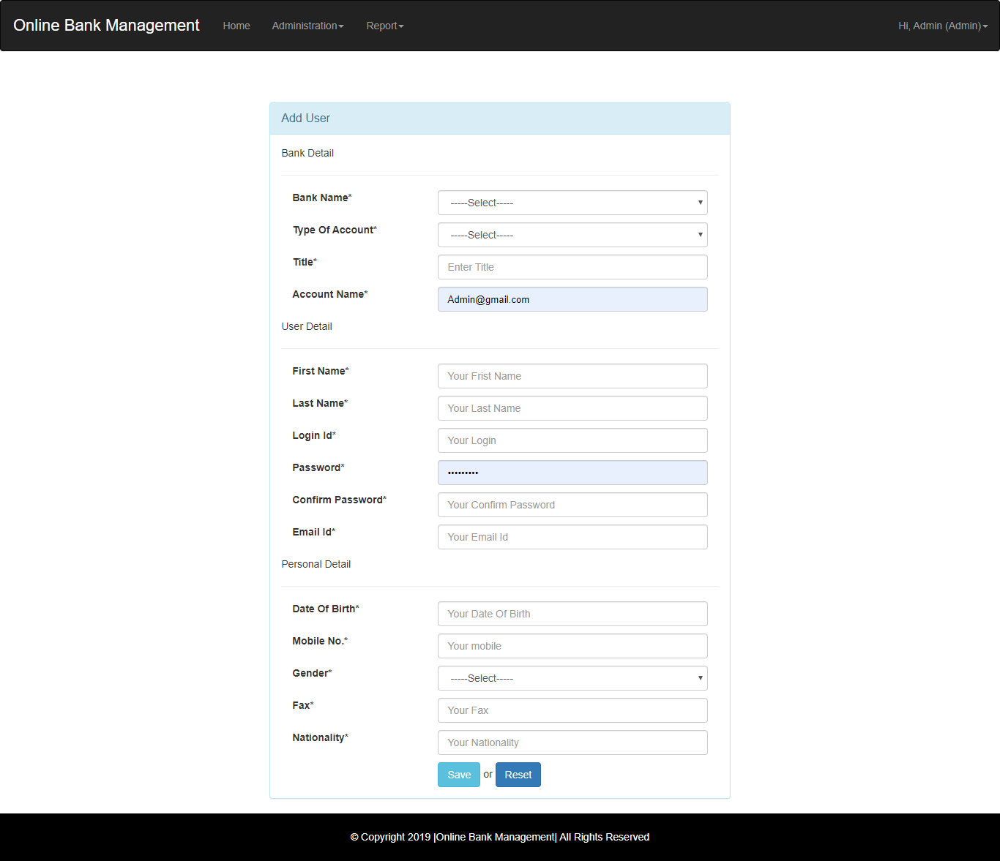 Online Bank Management Home Administration Report Hi, Admin (Admin)
Add User
Bank Detail
Bank Name* -----Select-----
Type Of Account* -----Select-----
Title* Enter Title
Account Name* Admin@gmail.com
User Detail
First Name* Your Frist Name
Last Name* Your Last Name
Login Id* Your Login
Password* •••••••••
Confirm Password* Your Confirm Password
Email Id* Your Email Id
Personal Detail
Date Of Birth* Your Date Of Birth
Mobile No.* Your mobile
Gender* -----Select-----
Fax* Your Fax
Nationality* Your Nationality
Save or Reset
© Copyright 2019 |Online Bank Management| All Rights Reserved